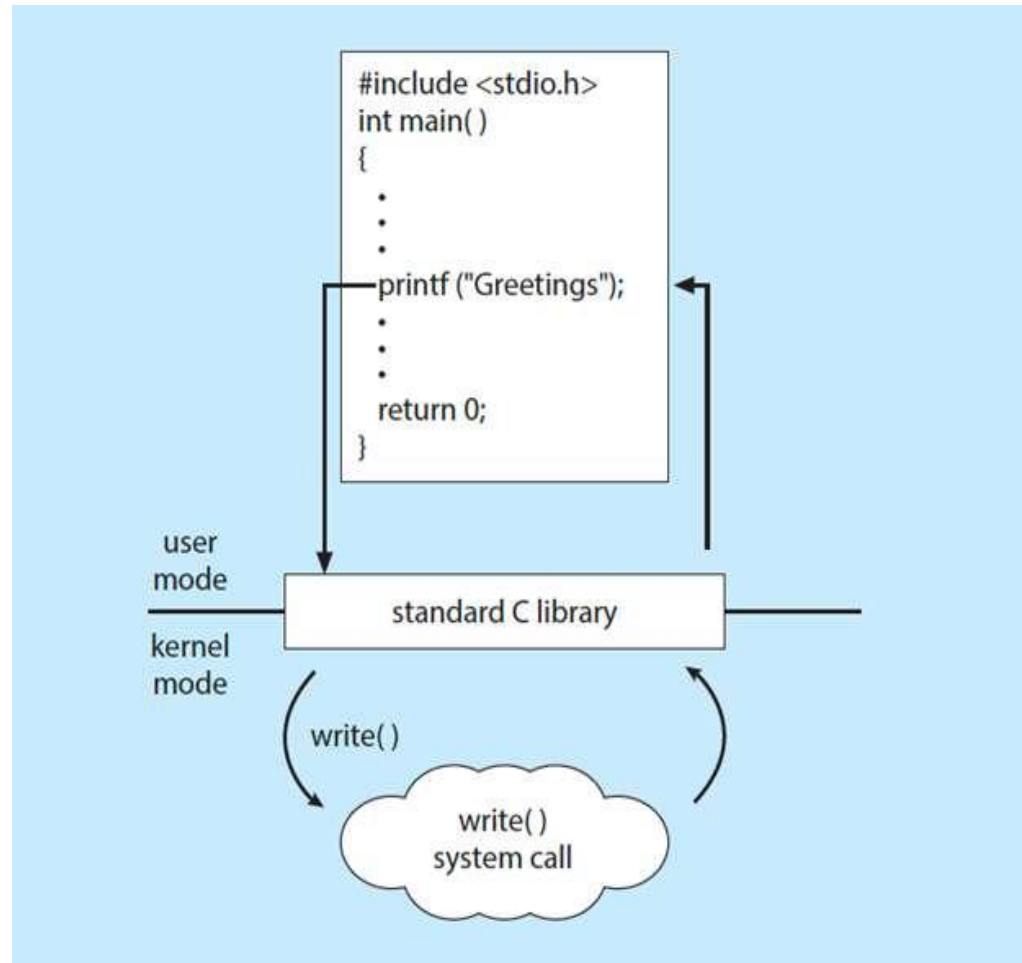 #include <stdio.h>
int main( )
{
•
•
•
printf ("Greetings");
•
•
•
return 0;
}
user
mode
standard C library
kernel
mode
write( )
write( )
system call